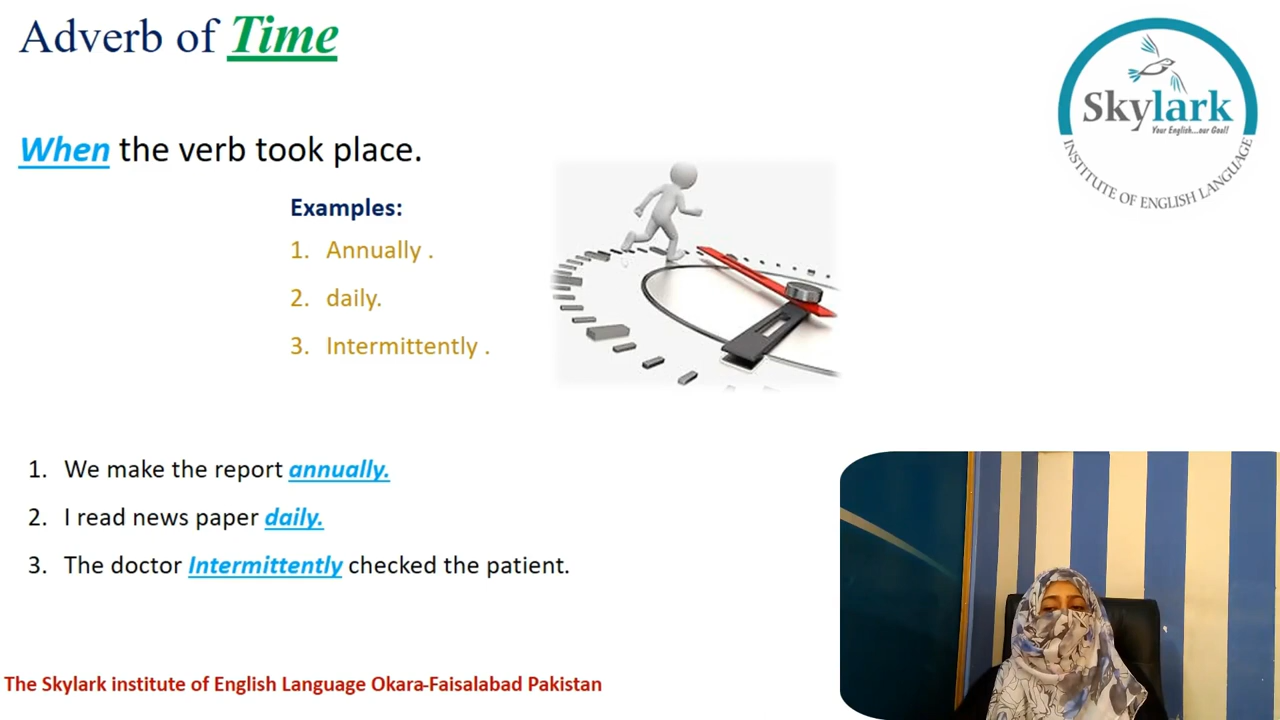 Adverb of Time
Skylark
Your English...our Goal!
INSTITUTE OF ENGLISH LANGUAGE
When the verb took place.
Examples:
1. Annually .
2. daily.
3. Intermittently .
1. We make the report annually.
2. I read news paper daily.
3. The doctor Intermittently checked the patient.
The Skylark institute of English Language Okara-Faisalabad Pakistan